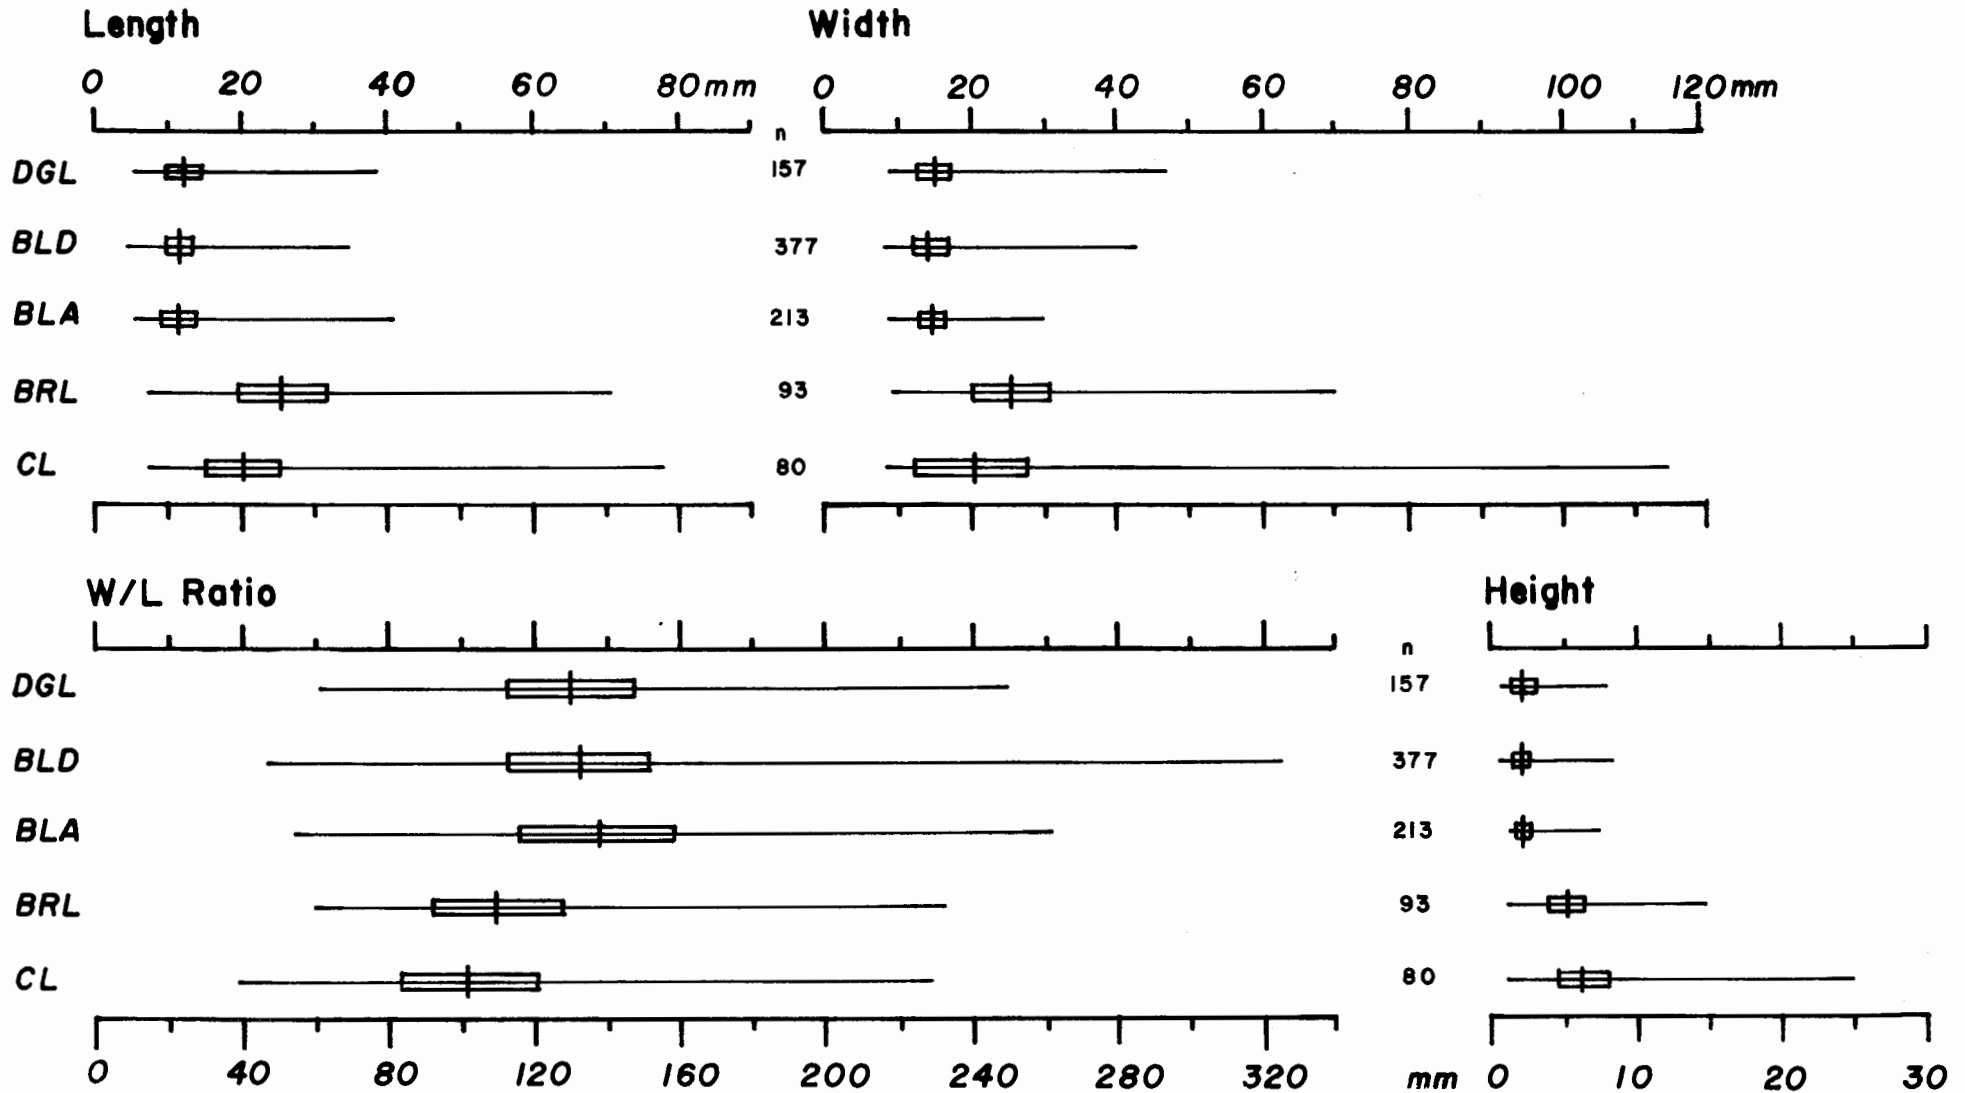 Length Width
0 20 40 60 80mm 0 20 40 60 80 100 120mm
n
DGL 157
BLD 377
BLA 213
BRL 93
CL 80
W/L Ratio Height
n
DGL 157
BLD 377
BLA 213
BRL 93
CL 80
0 40 80 120 160 200 240 280 320 mm 0 10 20 30